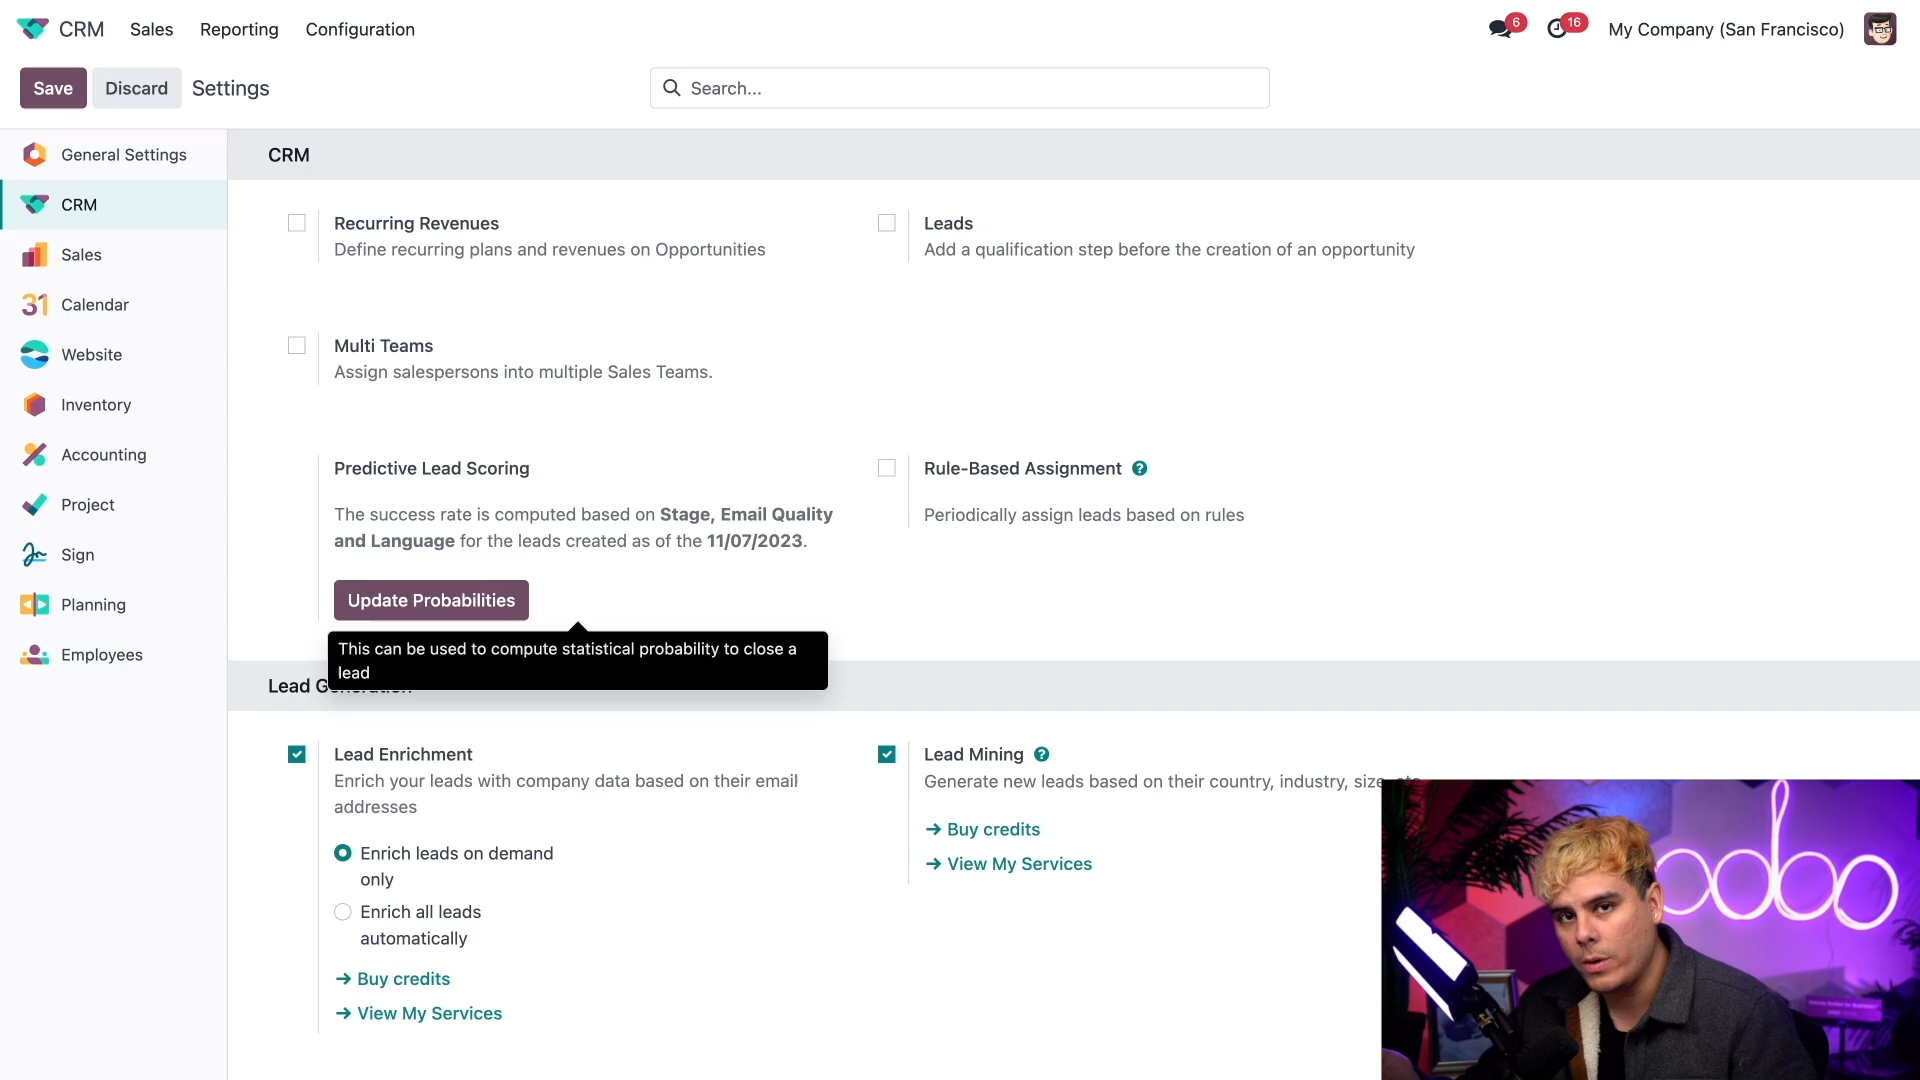 CRM Sales Reporting Configuration 6 16 My Company (San Francisco)
Save Discard Settings Search...
General Settings
CRM
Sales
31 Calendar
Website
Inventory
Accounting
Project
Sign
Planning
Employees
CRM
Recurring Revenues
Define recurring plans and revenues on Opportunities
Leads
Add a qualification step before the creation of an opportunity
Multi Teams
Assign salespersons into multiple Sales Teams.
Predictive Lead Scoring
The success rate is computed based on Stage, Email Quality
and Language for the leads created as of the 11/07/2023.
Update Probabilities
This can be used to compute statistical probability to close a
lead
Rule-Based Assignment ?
Periodically assign leads based on rules
Lead Generation
Lead Enrichment
Enrich your leads with company data based on their email
addresses
Enrich leads on demand
only
Enrich all leads
automatically
→ Buy credits
→ View My Services
Lead Mining ?
Generate new leads based on their country, industry, size, etc.
→ Buy credits
→ View My Services
odoo